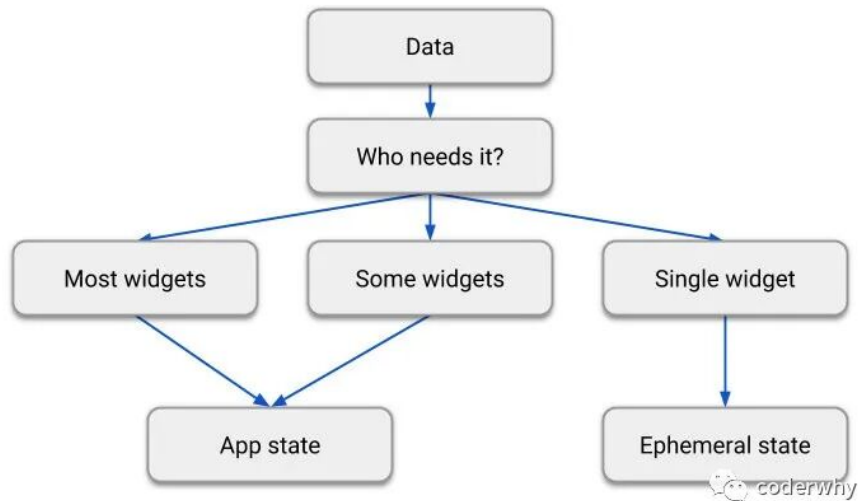 Data
Who needs it?
Most widgets
Some widgets
Single widget
App state
Ephemeral state
coderwhy